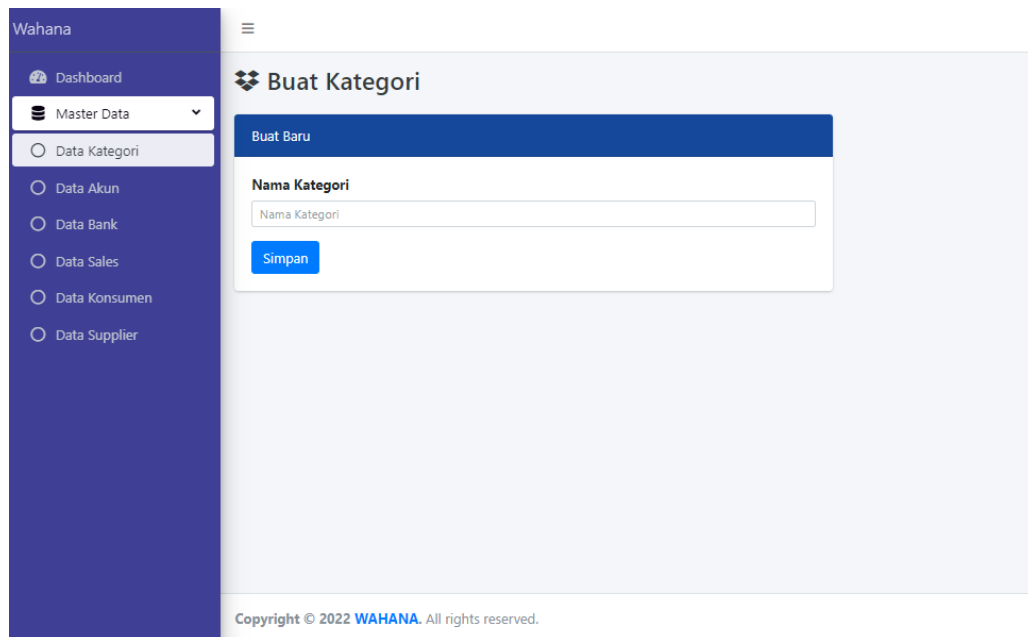 Wahana
Dashboard
Master Data
Data Kategori
Data Akun
Data Bank
Data Sales
Data Konsumen
Data Supplier
Buat Kategori
Buat Baru
Nama Kategori
Nama Kategori
Simpan
Copyright © 2022 WAHANA. All rights reserved.